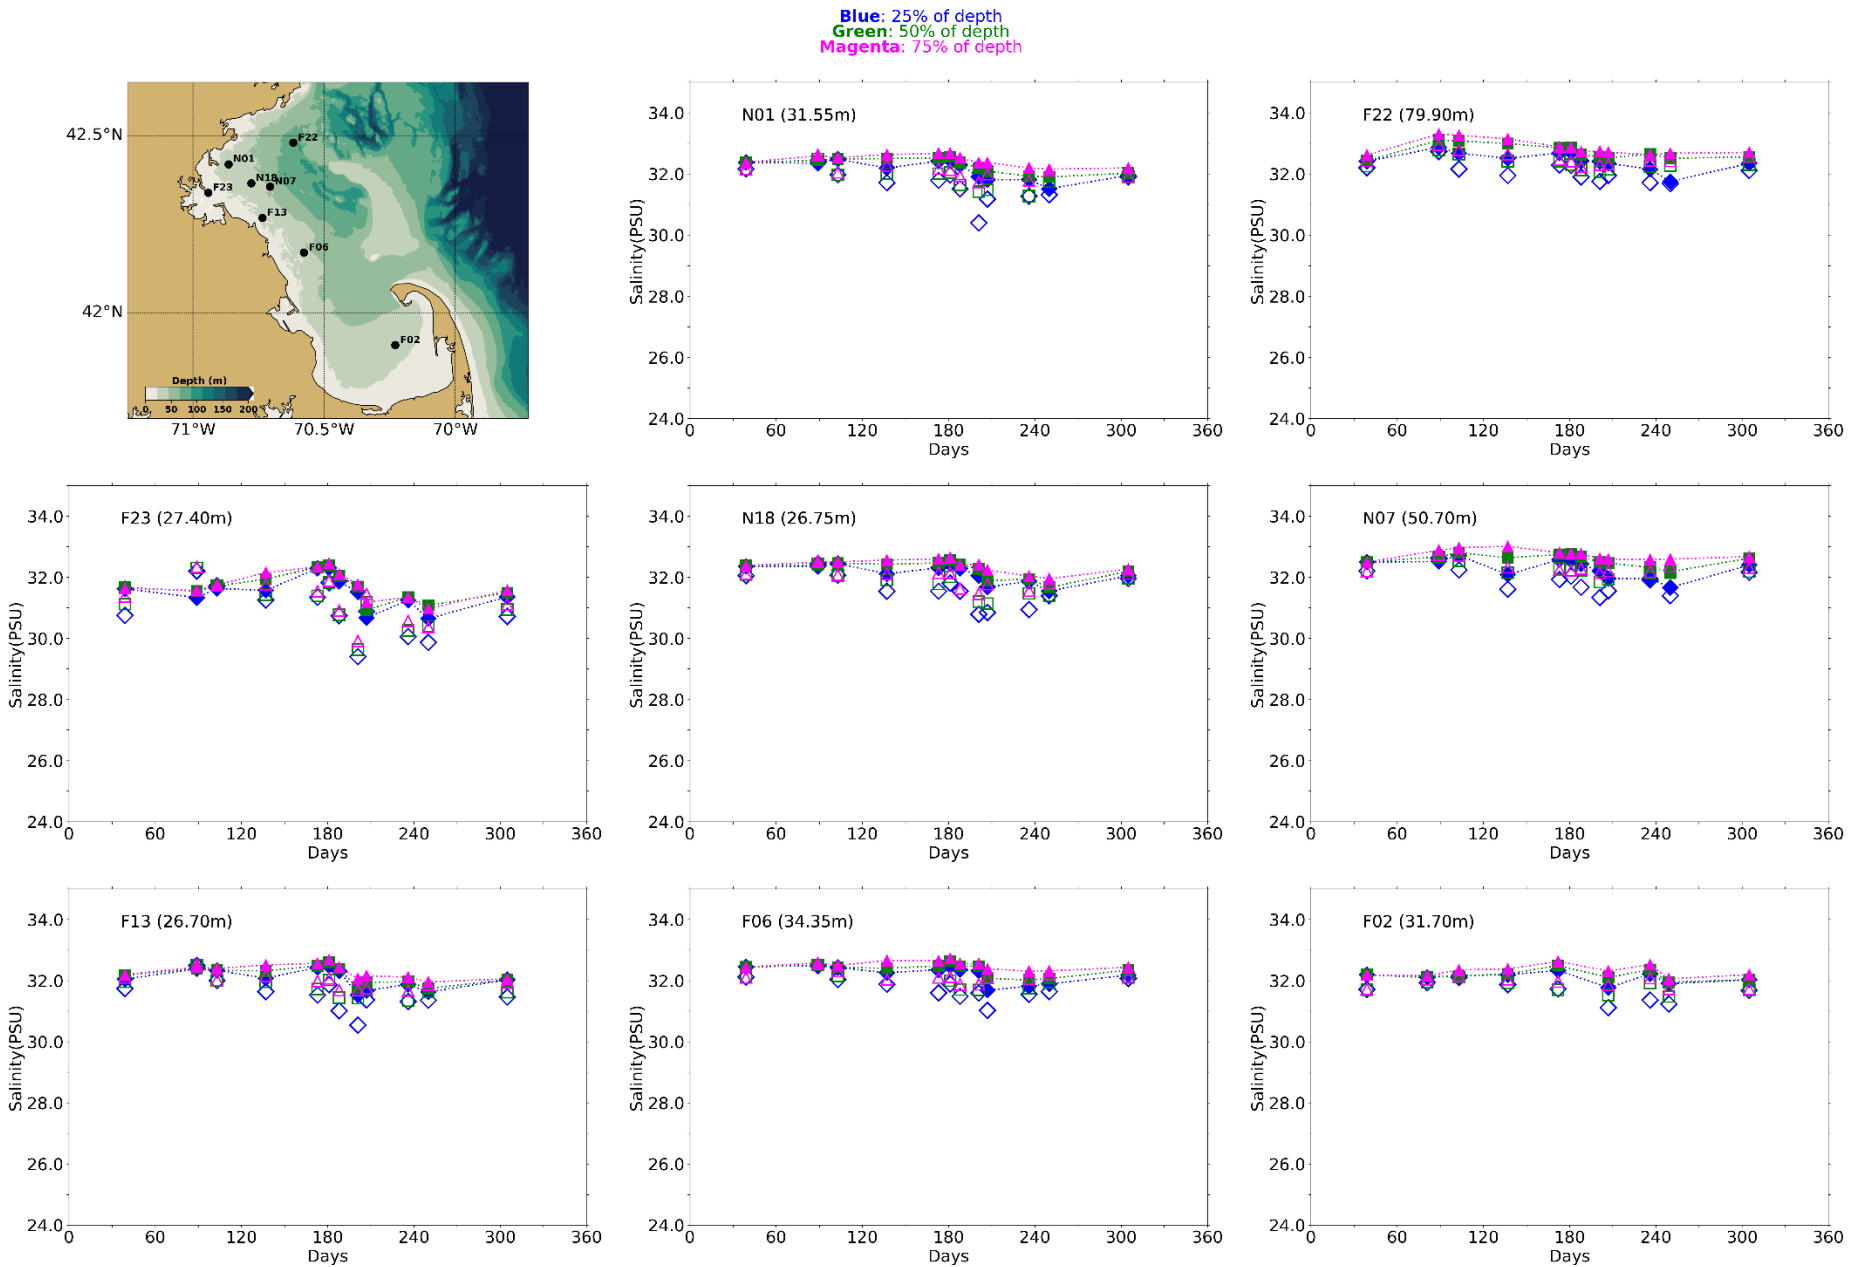 Blue: 25% of depth
Green: 50% of depth
Magenta: 75% of depth
42.5°N
42°N
71°W 70.5°W 70°W
F22
N01
N18
N07
F23
F13
F06
F02
Depth (m)
0 50 100 150 200
N01 (31.55m)
Salinity(PSU)
34.0
32.0
30.0
28.0
26.0
24.0
0 60 120 180 240 300 360
Days
F22 (79.90m)
Salinity(PSU)
34.0
32.0
30.0
28.0
26.0
24.0
0 60 120 180 240 300 360
Days
F23 (27.40m)
Salinity(PSU)
34.0
32.0
30.0
28.0
26.0
24.0
0 60 120 180 240 300 360
Days
N18 (26.75m)
Salinity(PSU)
34.0
32.0
30.0
28.0
26.0
24.0
0 60 120 180 240 300 360
Days
N07 (50.70m)
Salinity(PSU)
34.0
32.0
30.0
28.0
26.0
24.0
0 60 120 180 240 300 360
Days
F13 (26.70m)
Salinity(PSU)
34.0
32.0
30.0
28.0
26.0
24.0
0 60 120 180 240 300 360
Days
F06 (34.35m)
Salinity(PSU)
34.0
32.0
30.0
28.0
26.0
24.0
0 60 120 180 240 300 360
Days
F02 (31.70m)
Salinity(PSU)
34.0
32.0
30.0
28.0
26.0
24.0
0 60 120 180 240 300 360
Days